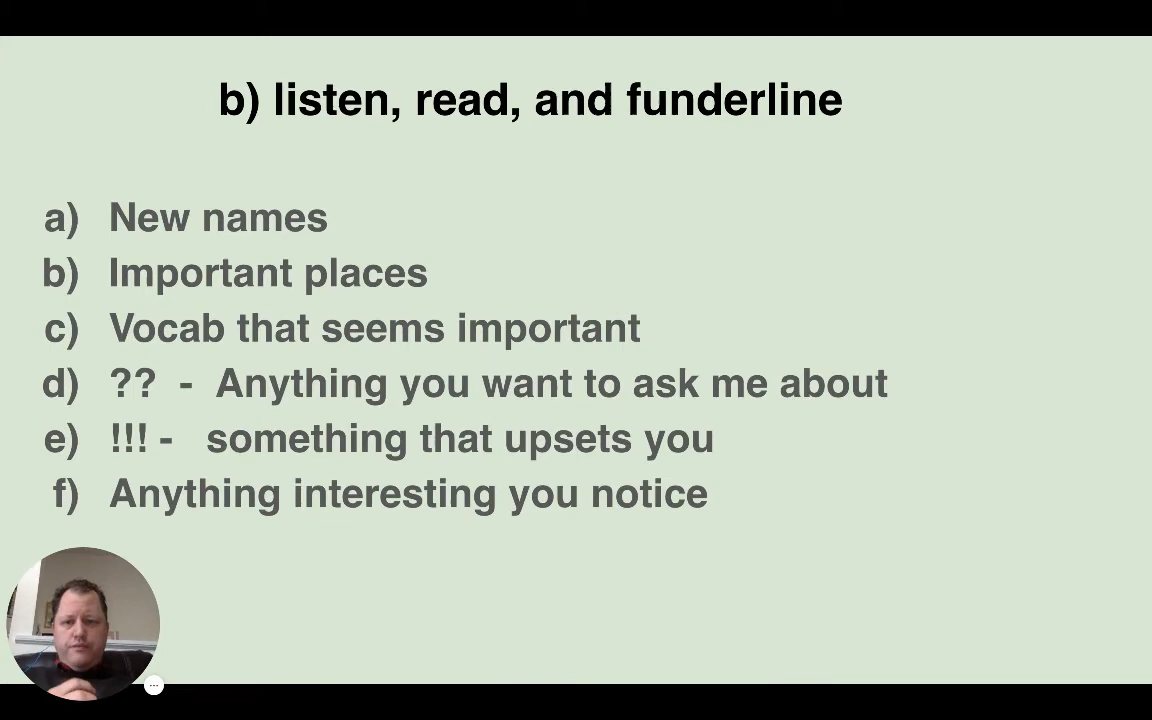 b) listen, read, and funderline
a) New names
b) Important places
c) Vocab that seems important
d) ?? - Anything you want to ask me about
e) !!! - something that upsets you
f) Anything interesting you notice